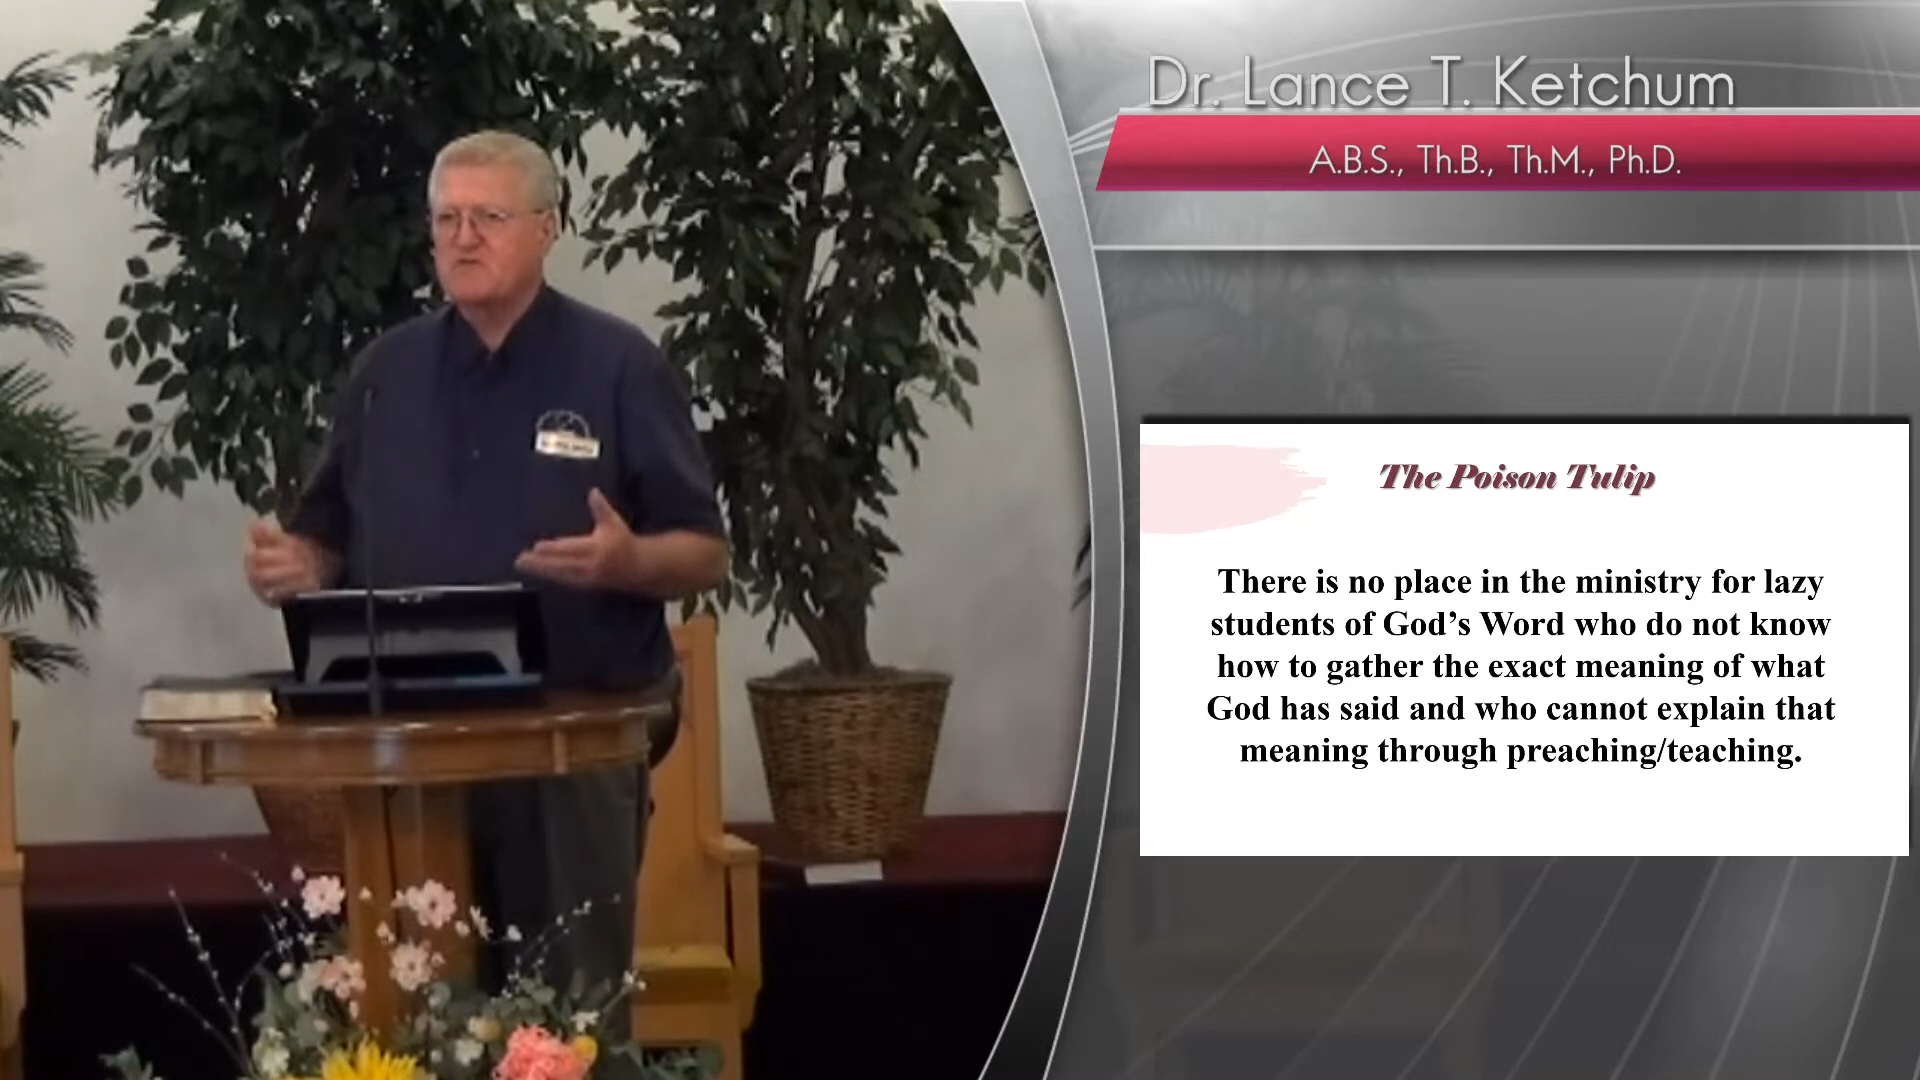 Dr. Lance T. Ketchum
A.B.S., Th.B., Th.M., Ph.D.
The Poison Tulip
There is no place in the ministry for lazy
students of God's Word who do not know
how to gather the exact meaning of what
God has said and who cannot explain that
meaning through preaching/teaching.